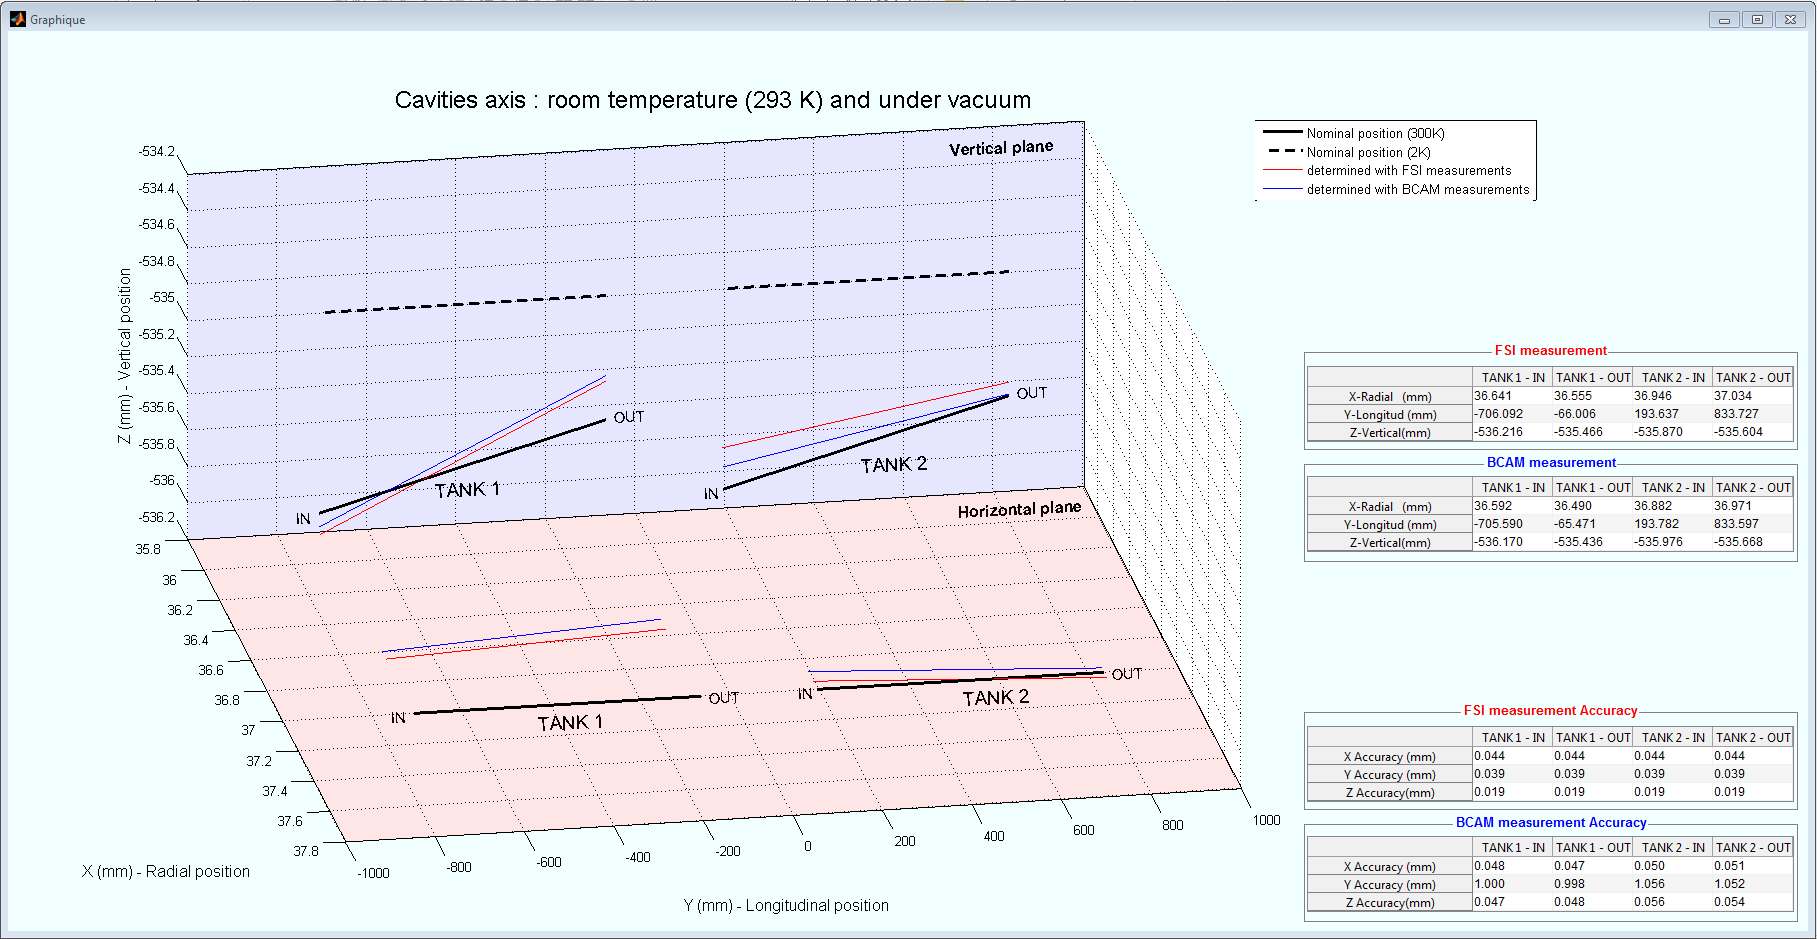 Graphique
Cavities axis : room temperature (293 K) and under vacuum
Nominal position (300K)
Nominal position (2K)
determined with FSI measurements
determined with BCAM measurements
Vertical plane
-534.2
-534.4
-534.6
-534.8
-535
-535.2
-535.4
-535.6
-535.8
-536
-536.2
Z (mm) - Vertical position
IN
TANK 1
OUT
IN
TANK 2
OUT
Horizontal plane
35.8
36
36.2
36.4
36.6
36.8
37
37.2
37.4
37.6
37.8
IN
TANK 1
OUT
IN
TANK 2
OUT
X (mm) - Radial position
-1000
-800
-600
-400
-200
0
200
400
600
800
1000
Y (mm) - Longitudinal position
FSI measurement
TANK 1 - IN TANK 1 - OUT TANK 2 - IN TANK 2 - OUT
X-Radial (mm) 36.641 36.555 36.946 37.034
Y-Longitud (mm) -706.092 -66.006 193.637 833.727
Z-Vertical(mm) -536.216 -535.466 -535.870 -535.604
BCAM measurement
TANK 1 - IN TANK 1 - OUT TANK 2 - IN TANK 2 - OUT
X-Radial (mm) 36.592 36.490 36.882 36.971
Y-Longitud (mm) -705.590 -65.471 193.782 833.597
Z-Vertical(mm) -536.170 -535.436 -535.976 -535.668
FSI measurement Accuracy
TANK 1 - IN TANK 1 - OUT TANK 2 - IN TANK 2 - OUT
X Accuracy (mm) 0.044 0.044 0.044 0.044
Y Accuracy (mm) 0.039 0.039 0.039 0.039
Z Accuracy(mm) 0.019 0.019 0.019 0.019
BCAM measurement Accuracy
TANK 1 - IN TANK 1 - OUT TANK 2 - IN TANK 2 - OUT
X Accuracy (mm) 0.048 0.047 0.050 0.051
Y Accuracy (mm) 1.000 0.998 1.056 1.052
Z Accuracy(mm) 0.047 0.048 0.056 0.054